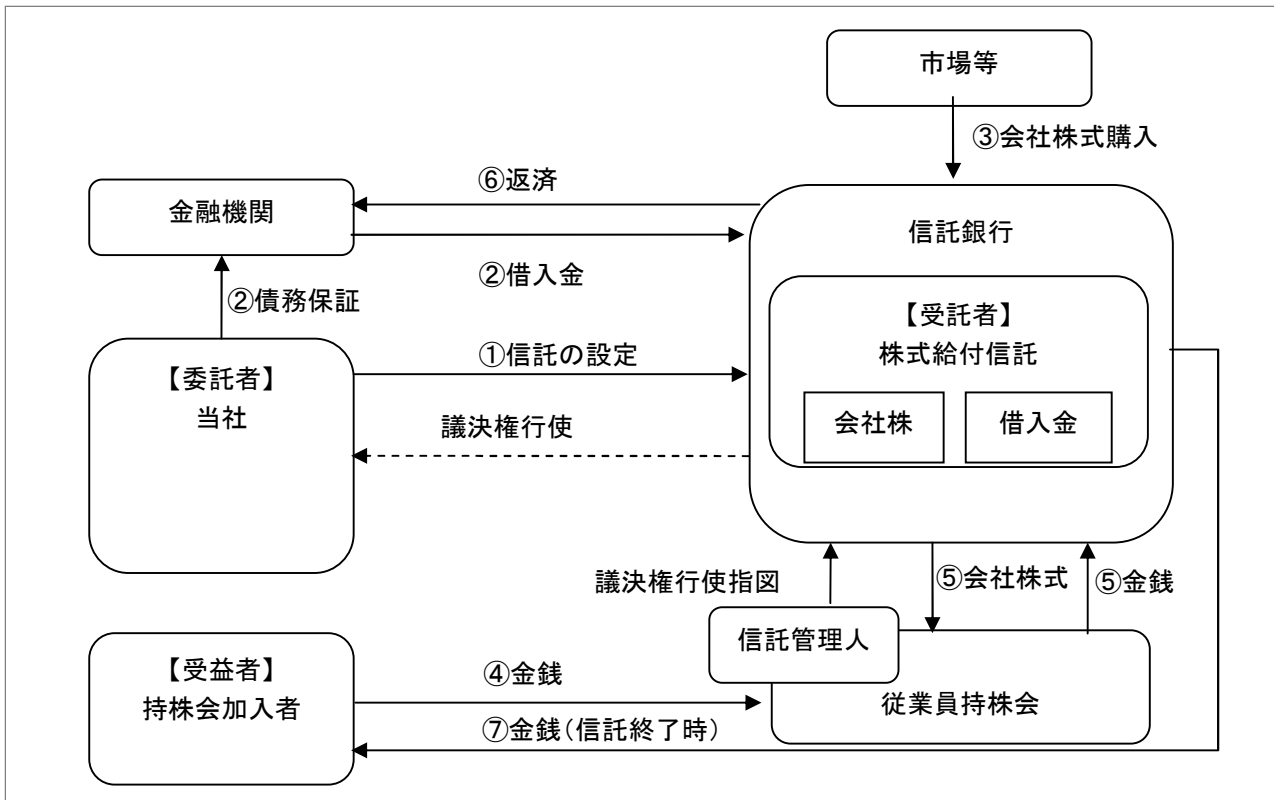 市場等
③会社株式購入
⑥返済
金融機関
信託銀行
②借入金
②債務保証
【受託者】
株式給付信託
①信託の設定
【委託者】
当社
会社株
借入金
議決権行使
議決権行使指図
⑤会社株式
⑤金銭
信託管理人
【受益者】
持株会加入者
④金銭
従業員持株会
⑦金銭（信託終了時）